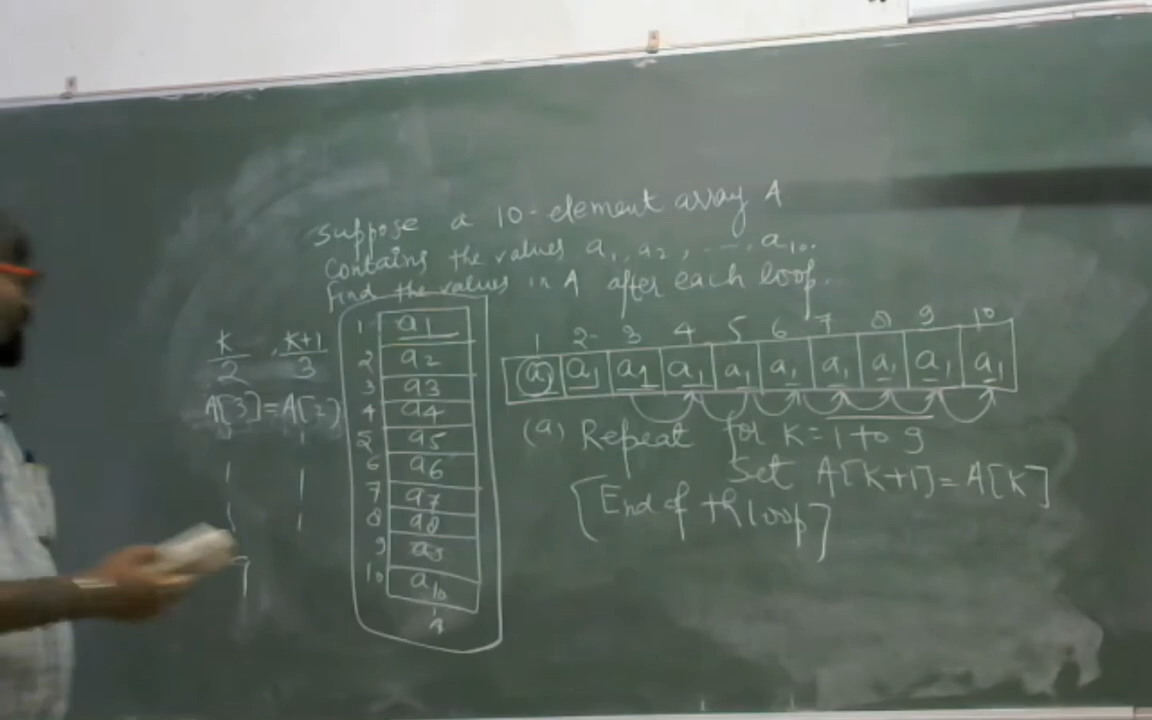 Suppose a 10-element array A
Contains the values a1, a2, ---, a10.
find the values in A after each loop.
K K+1
2 3
A[3]=A[2]
1 a1
2 a2
3 a3
4 a4
5 a5
6 a6
7 a7
8 a8
9 a9
10 a10
A
1 2 3 4 5 6 7 8 9 10
a1 a1 a1 a1 a1 a1 a1 a1 a1 a1
(a) Repeat for K=1 to 9
Set A[K+1]=A[K]
[End of th loop]